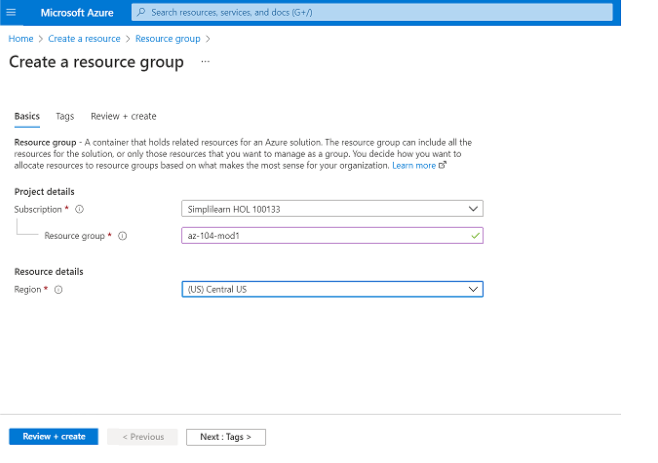 Microsoft Azure
Search resources, services, and docs (G+/)
Home > Create a resource > Resource group >
Create a resource group ...
Basics Tags Review + create
Resource group - A container that holds related resources for an Azure solution. The resource group can include all the
resources for the solution, or only those resources that you want to manage as a group. You decide how you want to
allocate resources to resource groups based on what makes the most sense for your organization. Learn more
Project details
Subscription * Simplilearn HOL 100133
Resource group * az-104-mod1
Resource details
Region * (US) Central US
Review + create < Previous Next : Tags >